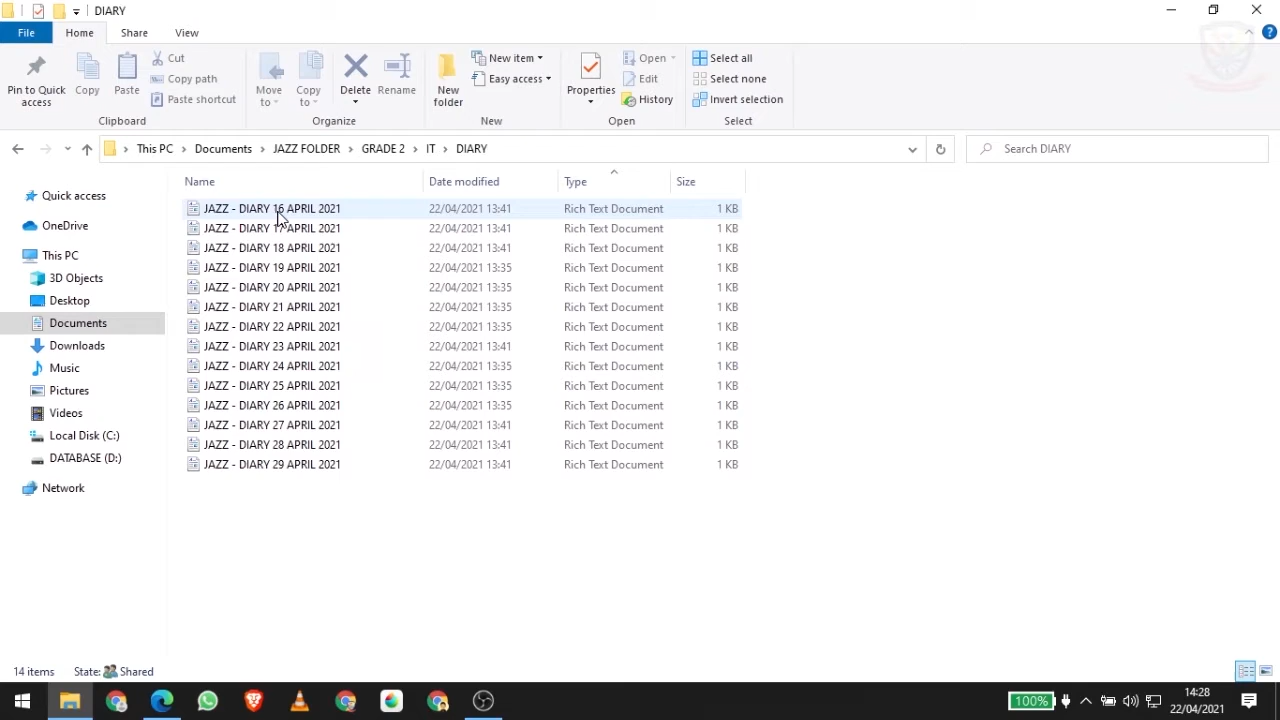 DIARY
File Home Share View
Pin to Quick access
Copy
Paste
Cut
Copy path
Paste shortcut
Clipboard
Move to
Copy to
Delete
Rename
Organize
New folder
New item
Easy access
New
Properties
Open
Edit
History
Open
Select all
Select none
Invert selection
Select
This PC Documents JAZZ FOLDER GRADE 2 IT DIARY
Search DIARY
Name Date modified Type Size
JAZZ - DIARY 16 APRIL 2021 22/04/2021 13:41 Rich Text Document 1 KB
JAZZ - DIARY 17 APRIL 2021 22/04/2021 13:41 Rich Text Document 1 KB
JAZZ - DIARY 18 APRIL 2021 22/04/2021 13:41 Rich Text Document 1 KB
JAZZ - DIARY 19 APRIL 2021 22/04/2021 13:35 Rich Text Document 1 KB
JAZZ - DIARY 20 APRIL 2021 22/04/2021 13:35 Rich Text Document 1 KB
JAZZ - DIARY 21 APRIL 2021 22/04/2021 13:35 Rich Text Document 1 KB
JAZZ - DIARY 22 APRIL 2021 22/04/2021 13:35 Rich Text Document 1 KB
JAZZ - DIARY 23 APRIL 2021 22/04/2021 13:41 Rich Text Document 1 KB
JAZZ - DIARY 24 APRIL 2021 22/04/2021 13:35 Rich Text Document 1 KB
JAZZ - DIARY 25 APRIL 2021 22/04/2021 13:35 Rich Text Document 1 KB
JAZZ - DIARY 26 APRIL 2021 22/04/2021 13:35 Rich Text Document 1 KB
JAZZ - DIARY 27 APRIL 2021 22/04/2021 13:41 Rich Text Document 1 KB
JAZZ - DIARY 28 APRIL 2021 22/04/2021 13:41 Rich Text Document 1 KB
JAZZ - DIARY 29 APRIL 2021 22/04/2021 13:41 Rich Text Document 1 KB
Quick access
OneDrive
This PC
3D Objects
Desktop
Documents
Downloads
Music
Pictures
Videos
Local Disk (C:)
DATABASE (D:)
Network
14 items State: Shared
100%
14:28
22/04/2021